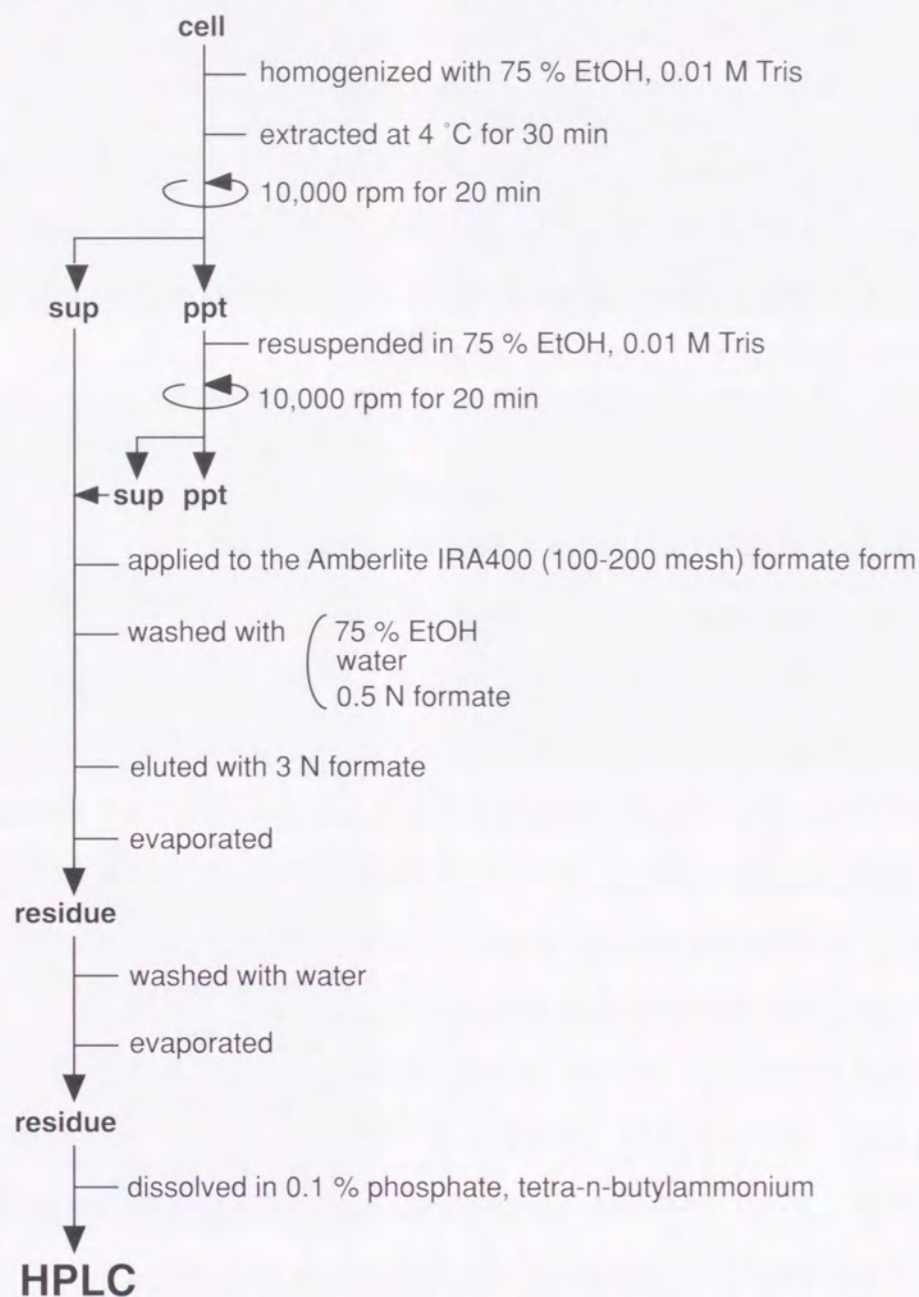 cell
homogenized with 75 % EtOH, 0.01 M Tris
extracted at 4 °C for 30 min
10,000 rpm for 20 min
sup ppt
resuspended in 75 % EtOH, 0.01 M Tris
10,000 rpm for 20 min
sup ppt
applied to the Amberlite IRA400 (100-200 mesh) formate form
washed with
75 % EtOH
water
0.5 N formate
eluted with 3 N formate
evaporated
residue
washed with water
evaporated
residue
dissolved in 0.1 % phosphate, tetra-n-butylammonium
HPLC